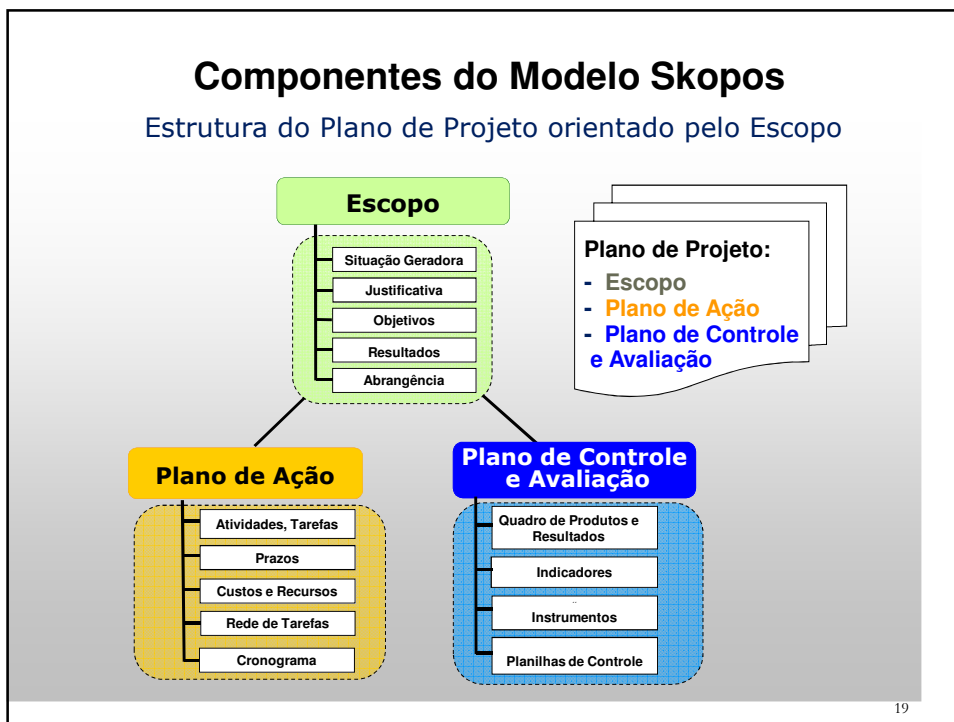 Componentes do Modelo Skopos
Estrutura do Plano de Projeto orientado pelo Escopo
Escopo
Situação Geradora
Justificativa
Objetivos
Resultados
Abrangência
Plano de Projeto:
- Escopo
- Plano de Ação
- Plano de Controle
e Avaliação
Plano de Ação
Atividades, Tarefas
Prazos
Custos e Recursos
Rede de Tarefas
Cronograma
Plano de Controle
e Avaliação
Quadro de Produtos e
Resultados
Indicadores
Instrumentos
Planilhas de Controle
19